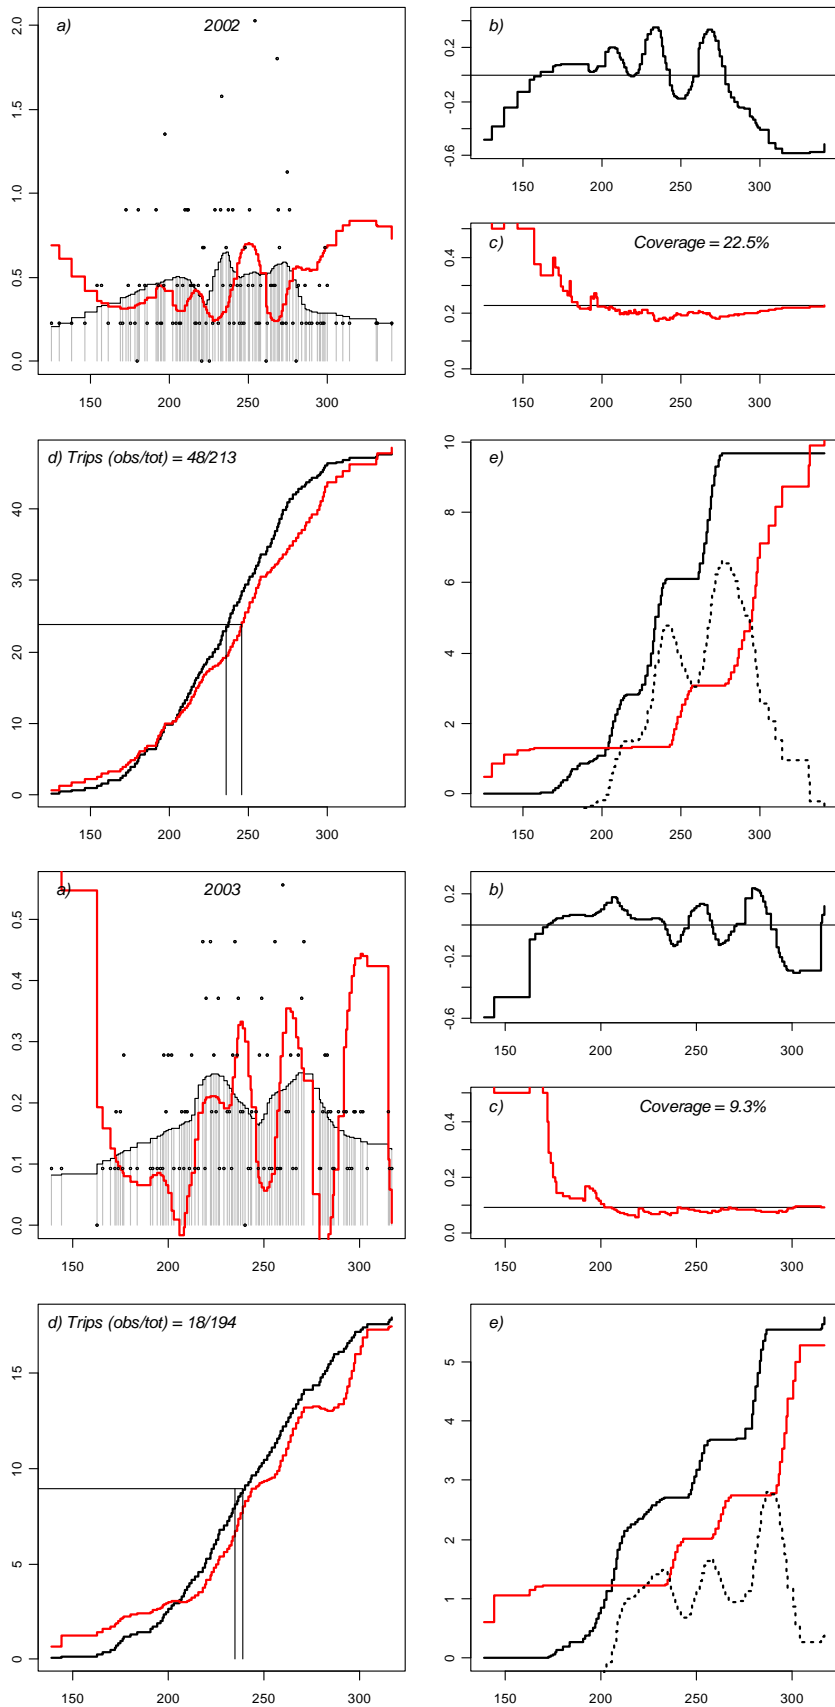 a) 2002
0.0 0.5 1.0 1.5 2.0
150 200 250 300
b)
-0.6 -0.2 0.2
150 200 250 300
c) Coverage = 22.5%
0.0 0.2 0.4
150 200 250 300
d) Trips (obs/tot) = 48/213
0 10 20 30 40
150 200 250 300
e)
0 2 4 6 8 10
150 200 250 300
a) 2003
0.0 0.1 0.2 0.3 0.4 0.5
150 200 250 300
b)
-0.6 -0.2 0.2
150 200 250 300
c) Coverage = 9.3%
0.0 0.2 0.4
150 200 250 300
d) Trips (obs/tot) = 18/194
0 5 10 15
150 200 250 300
e)
0 1 2 3 4 5
150 200 250 300